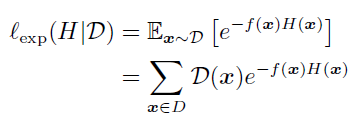 ℓ_exp(H|𝒟) = 𝔼_{𝒙∼𝒟} [e^{−f(𝒙)H(𝒙)}]
= ∑_{𝒙∈D} 𝒟(𝒙)e^{−f(𝒙)H(𝒙)}